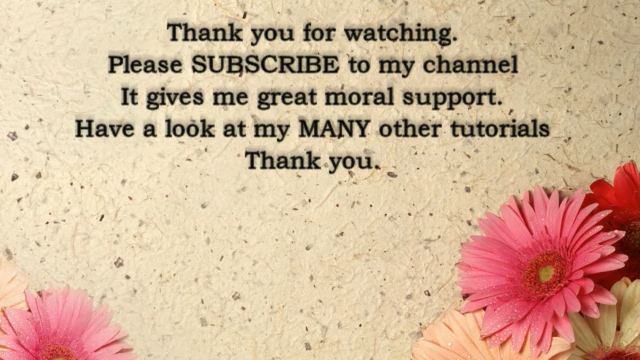 Thank you for watching.
Please SUBSCRIBE to my channel
It gives me great moral support.
Have a look at my MANY other tutorials
Thank you.